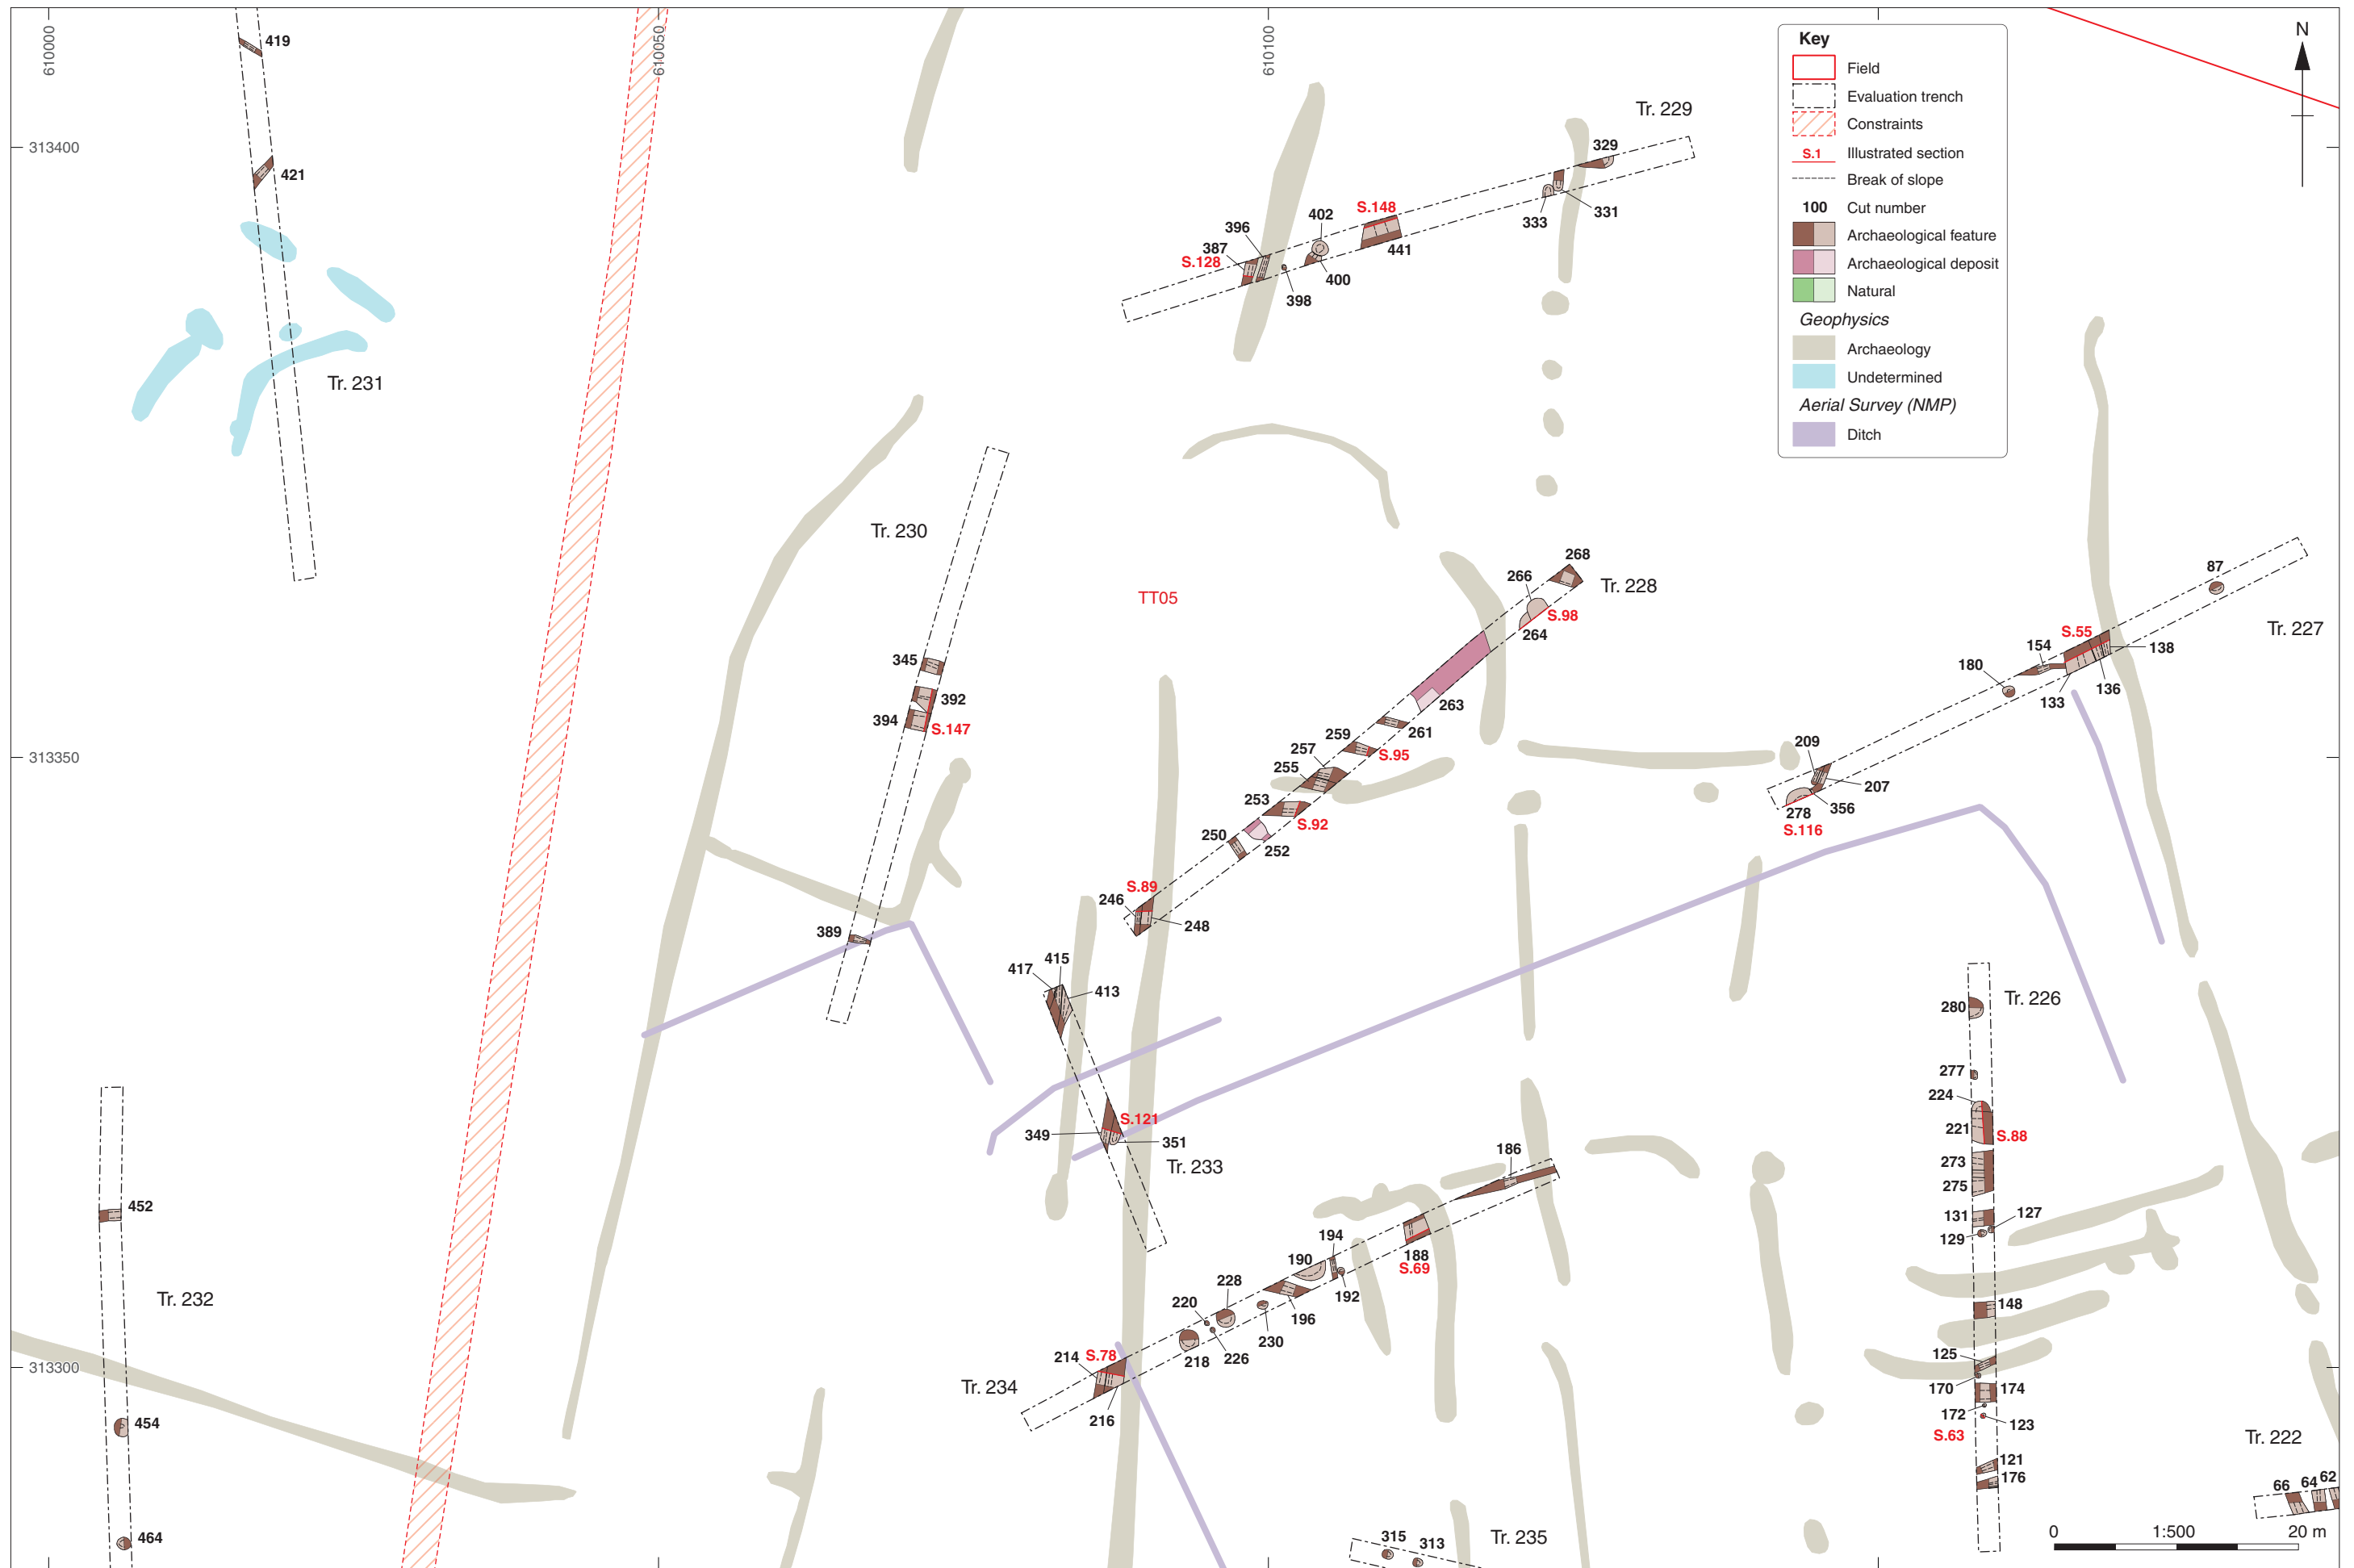 610000
610050
610100
313400
313350
313300
Key
Field
Evaluation trench
Constraints
S.1 Illustrated section
Break of slope
100 Cut number
Archaeological feature
Archaeological deposit
Natural
Geophysics
Archaeology
Undetermined
Aerial Survey (NMP)
Ditch
N
419
421
Tr. 231
Tr. 229
329
331
333
S.148
441
402
400
398
396
387
S.128
Tr. 230
345
392
394
S.147
389
TT05
Tr. 228
268
266
S.98
264
263
261
259
S.95
257
255
253
S.92
252
250
S.89
246
248
Tr. 227
87
S.55
154
138
136
133
180
209
207
356
278
S.116
417
415
413
S.121
349
351
Tr. 233
Tr. 226
280
277
224
221
S.88
273
275
131
127
129
148
125
170
174
172
123
S.63
121
176
186
188
S.69
194
192
190
196
228
230
220
226
218
S.78
214
216
Tr. 234
Tr. 232
452
454
464
Tr. 235
315
313
Tr. 222
66
64
62
0 1:500 20 m